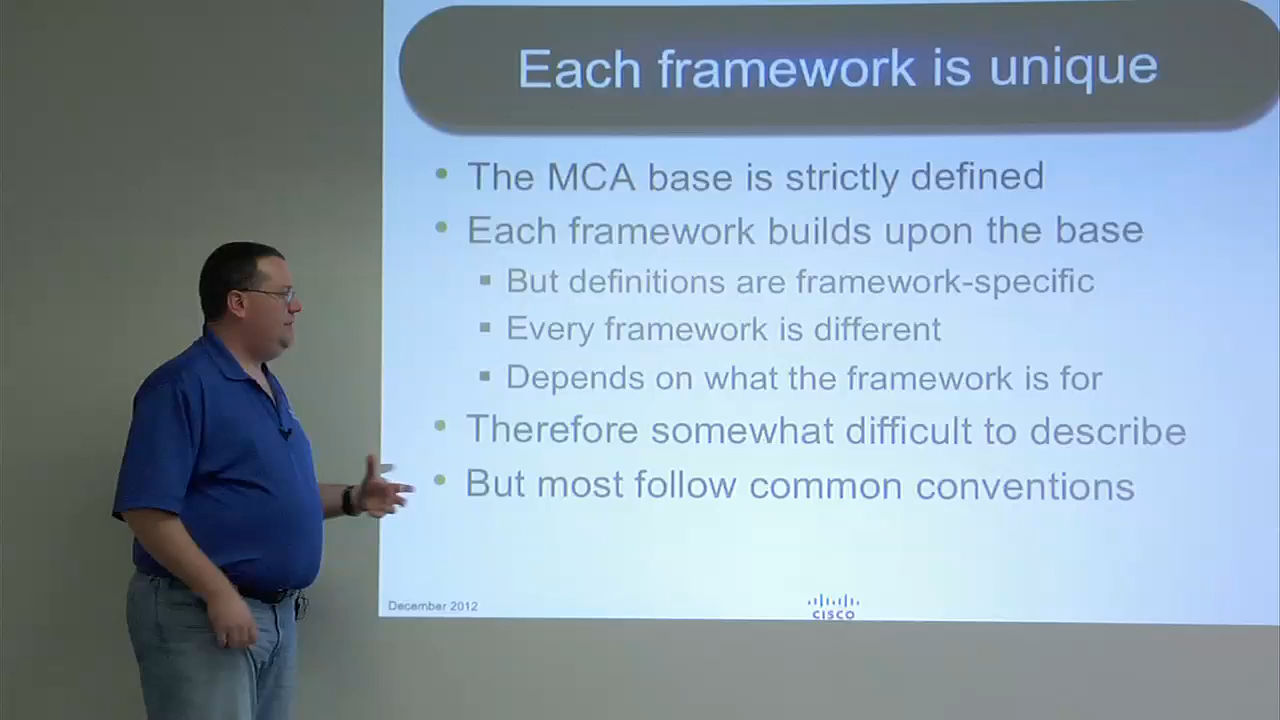 Each framework is unique
• The MCA base is strictly defined
• Each framework builds upon the base
▪ But definitions are framework-specific
▪ Every framework is different
▪ Depends on what the framework is for
• Therefore somewhat difficult to describe
• But most follow common conventions
December 2012
CISCO